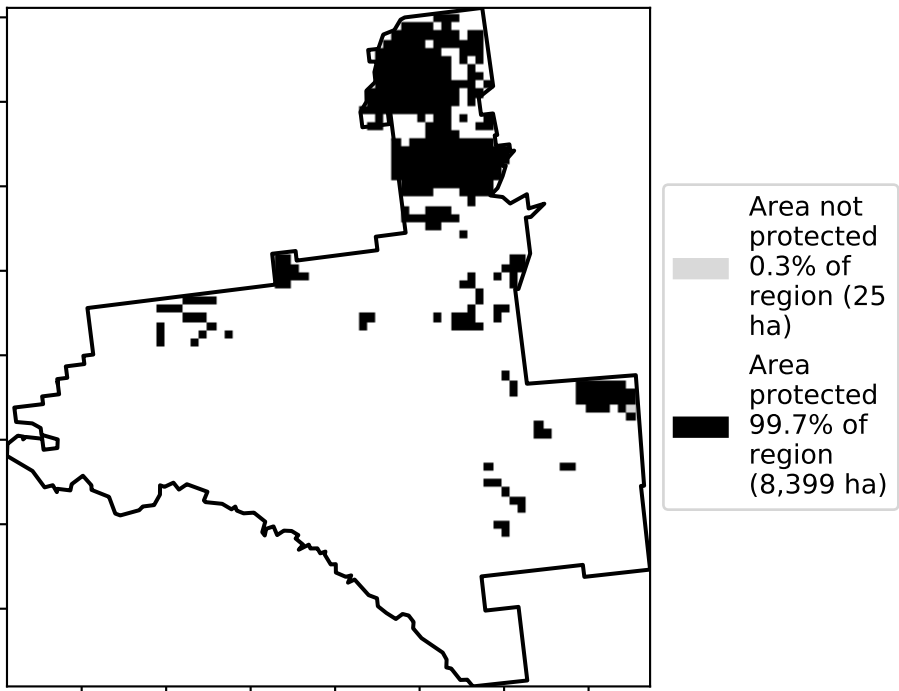 Area not
protected
0.3% of
region (25
ha)
Area
protected
99.7% of
region
(8,399 ha)